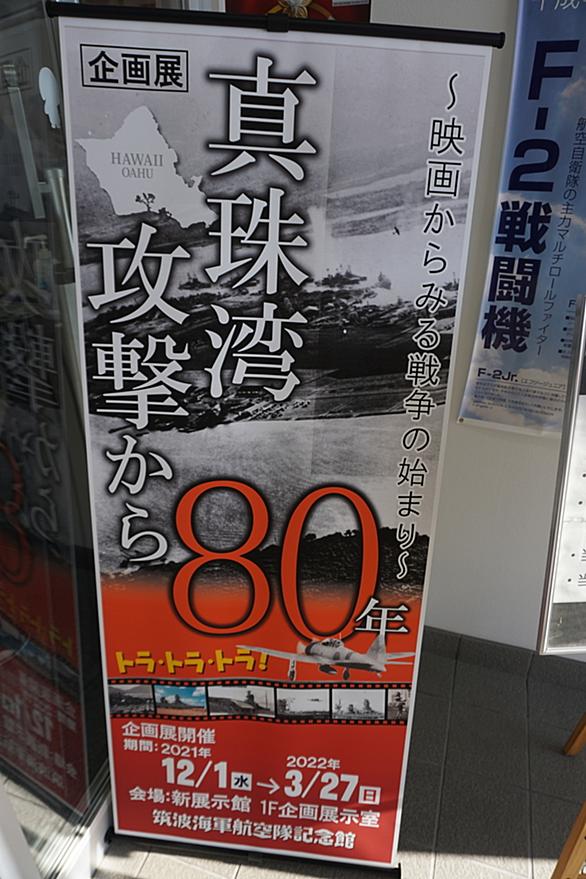 企画展
HAWAII
OAHU
真珠湾
攻撃から
80年
~映画からみる戦争の始まり~
トラ・トラ・トラ!
企画展開催
期間:2021年
12/1水→
2022年
3/27日
会場:新展示館 1F企画展示室
筑波海軍航空隊記念館
F-2戦闘機
航空自衛隊の主力マルチロールファイター
F-2Jr.